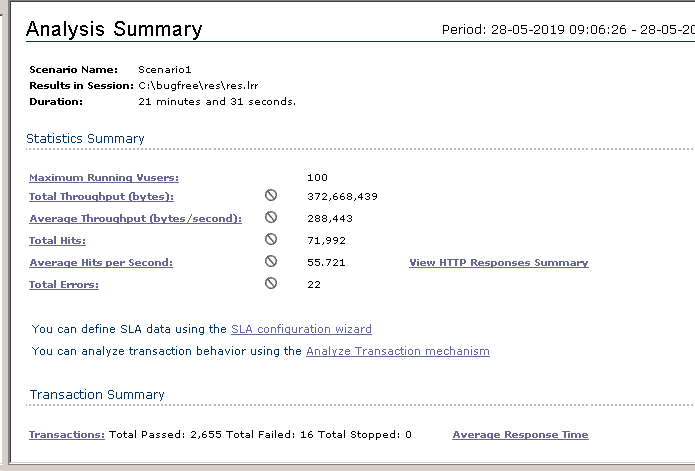 Analysis Summary Period: 28-05-2019 09:06:26 - 28-05-20
Scenario Name: Scenario1
Results in Session: C:\bugfree\res\res.lrr
Duration: 21 minutes and 31 seconds.
Statistics Summary
Maximum Running Vusers: 100
Total Throughput (bytes): 372,668,439
Average Throughput (bytes/second): 288,443
Total Hits: 71,992
Average Hits per Second: 55.721 View HTTP Responses Summary
Total Errors: 22
You can define SLA data using the SLA configuration wizard
You can analyze transaction behavior using the Analyze Transaction mechanism
Transaction Summary
Transactions: Total Passed: 2,655 Total Failed: 16 Total Stopped: 0 Average Response Time